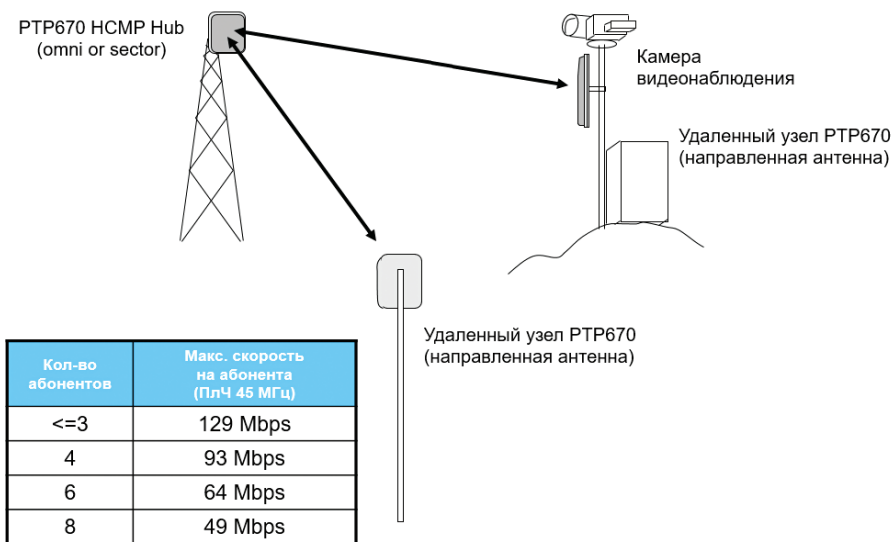 PTP670 HCMP Hub
(omni or sector)
Камера
видеонаблюдения
Удаленный узел PTP670
(направленная антенна)
Удаленный узел PTP670
(направленная антенна)
Кол-во
абонентов
Макс. скорость
на абонента
(ПлЧ 45 МГц)
<=3 129 Mbps
4 93 Mbps
6 64 Mbps
8 49 Mbps